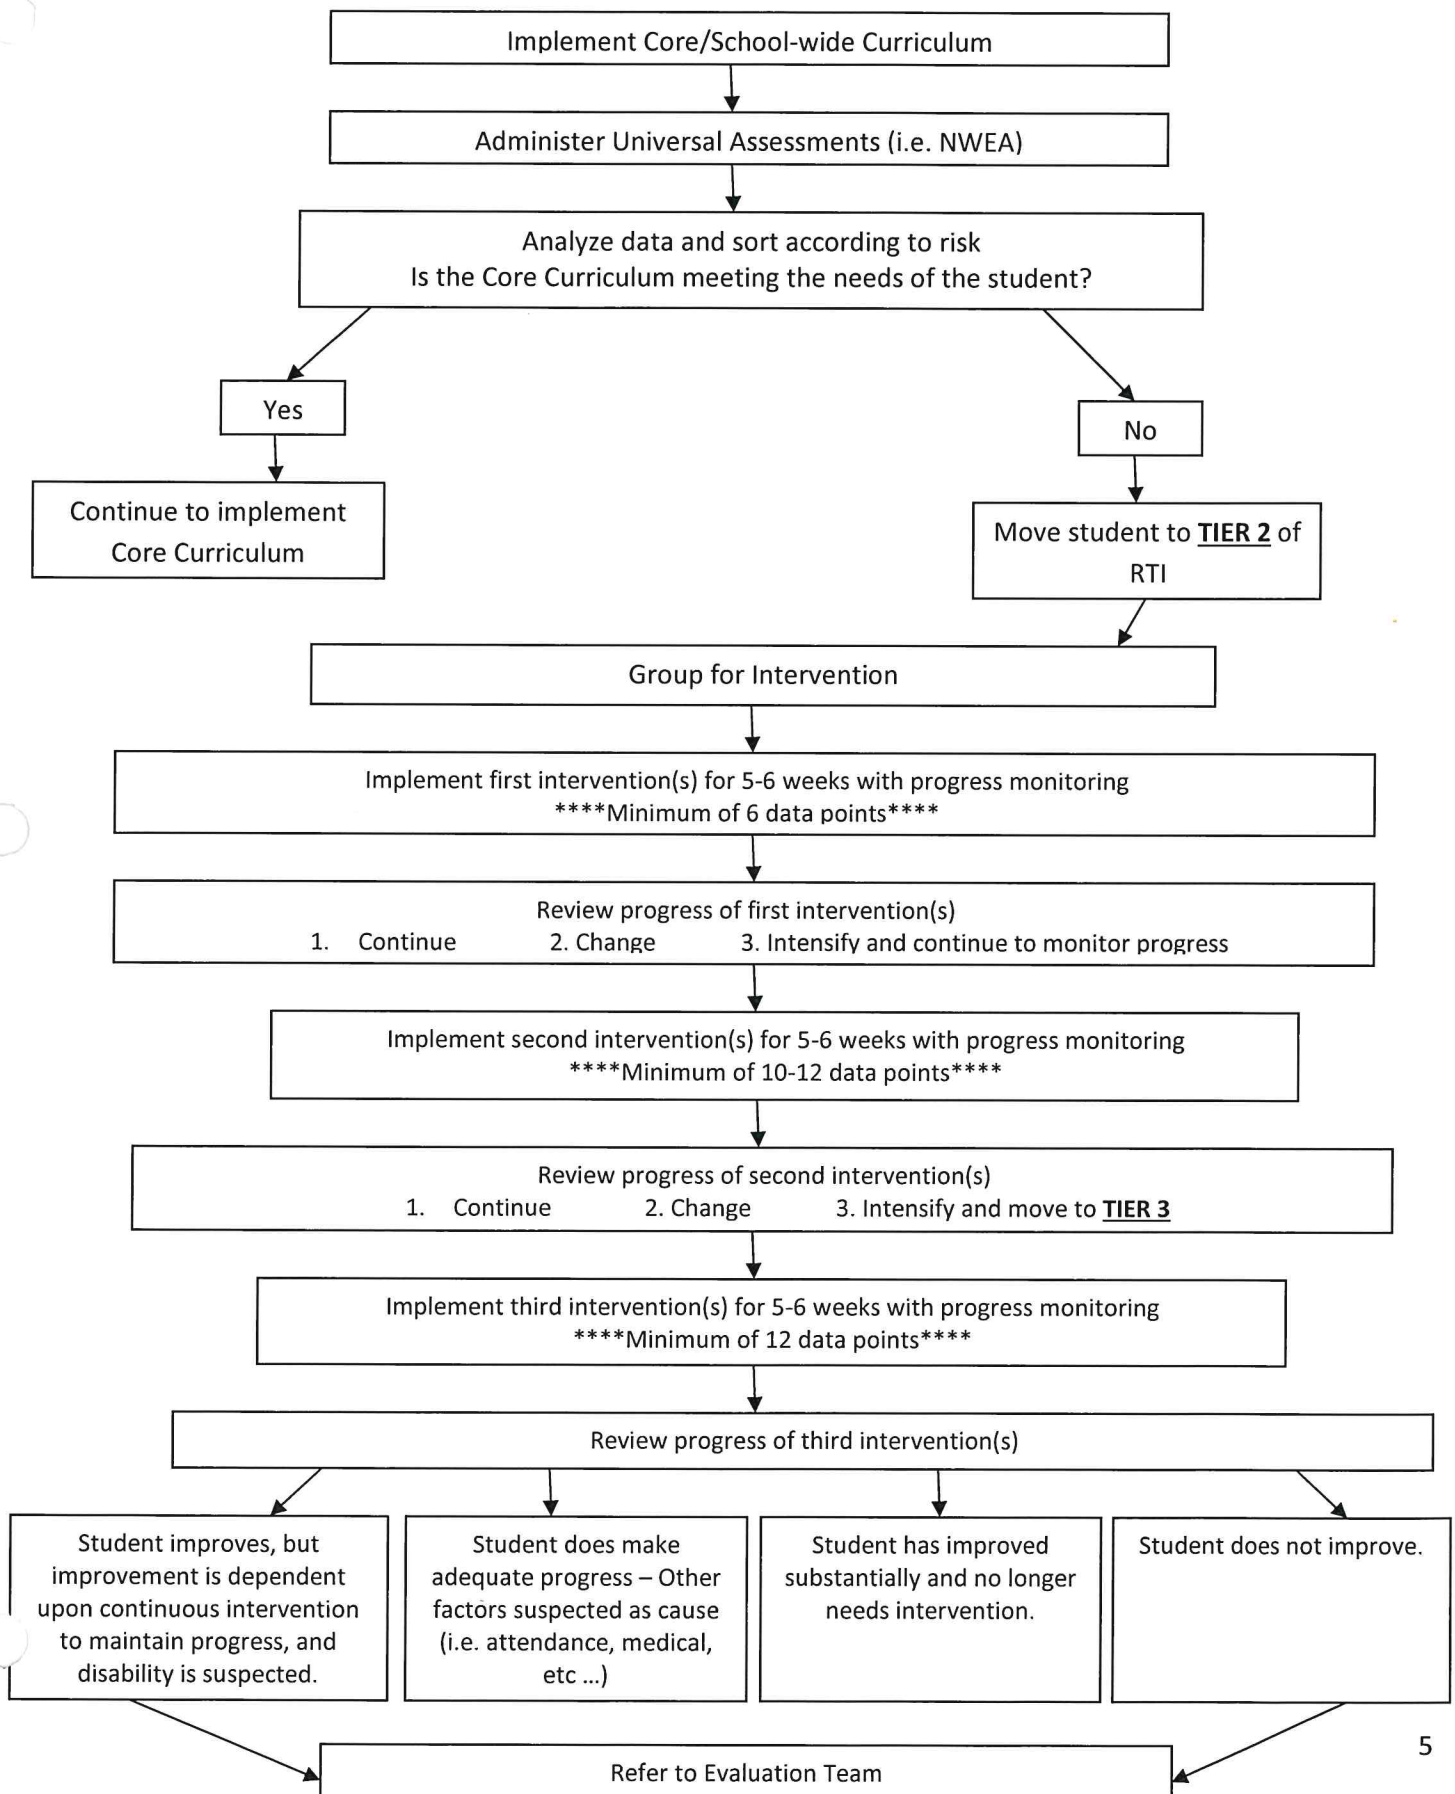 Implement Core/School-wide Curriculum
Administer Universal Assessments (i.e. NWEA)
Analyze data and sort according to risk
Is the Core Curriculum meeting the needs of the student?
Yes
No
Continue to implement
Core Curriculum
Move student to TIER 2 of
RTI
Group for Intervention
Implement first intervention(s) for 5-6 weeks with progress monitoring
****Minimum of 6 data points****
Review progress of first intervention(s)
1. Continue 2. Change 3. Intensify and continue to monitor progress
Implement second intervention(s) for 5-6 weeks with progress monitoring
****Minimum of 10-12 data points****
Review progress of second intervention(s)
1. Continue 2. Change 3. Intensify and move to TIER 3
Implement third intervention(s) for 5-6 weeks with progress monitoring
****Minimum of 12 data points****
Review progress of third intervention(s)
Student improves, but
improvement is dependent
upon continuous intervention
to maintain progress, and
disability is suspected.
Student does make
adequate progress – Other
factors suspected as cause
(i.e. attendance, medical,
etc ...)
Student has improved
substantially and no longer
needs intervention.
Student does not improve.
Refer to Evaluation Team
5